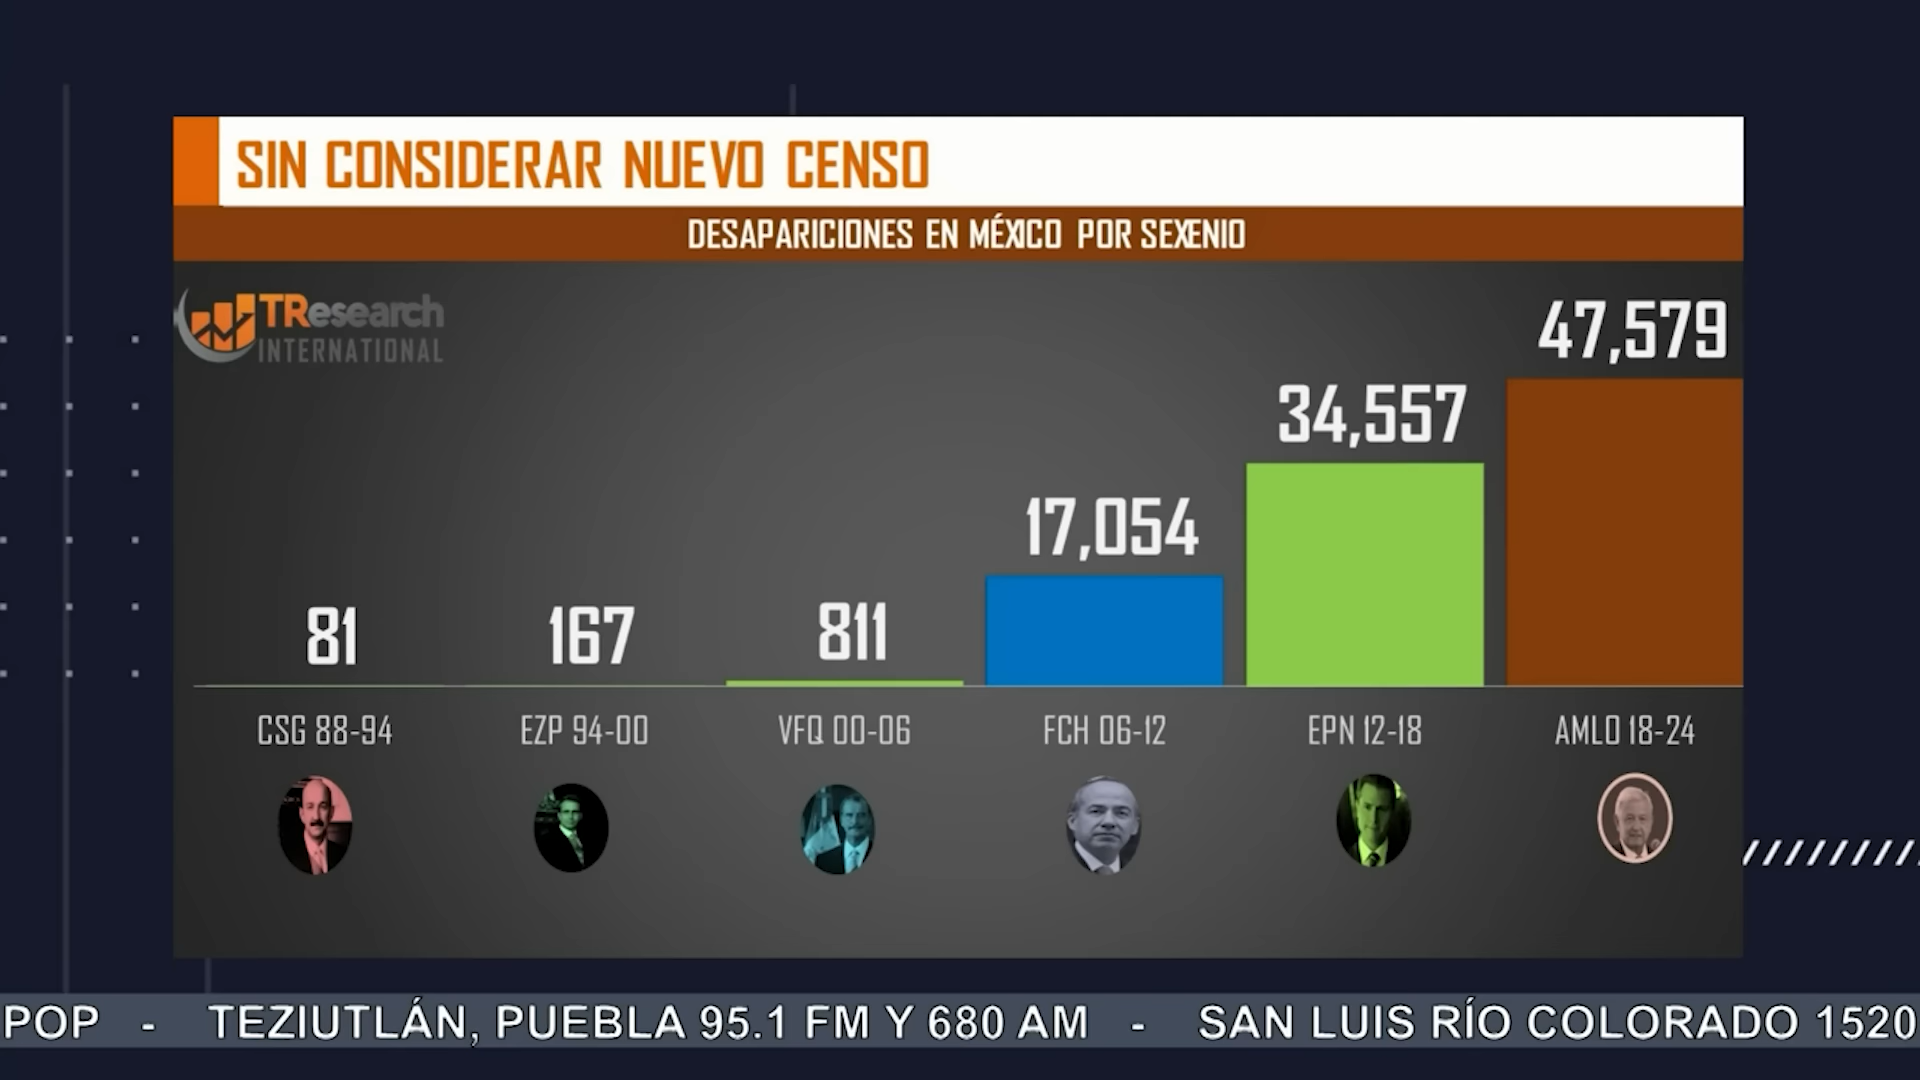 SIN CONSIDERAR NUEVO CENSO
DESAPARICIONES EN MÉXICO POR SEXENIO
TResearch
INTERNATIONAL
81
167
811
17,054
34,557
47,579
CSG 88-94
EZP 94-00
VFQ 00-06
FCH 06-12
EPN 12-18
AMLO 18-24
POP - TEZIUTLÁN, PUEBLA 95.1 FM Y 680 AM - SAN LUIS RÍO COLORADO 1520